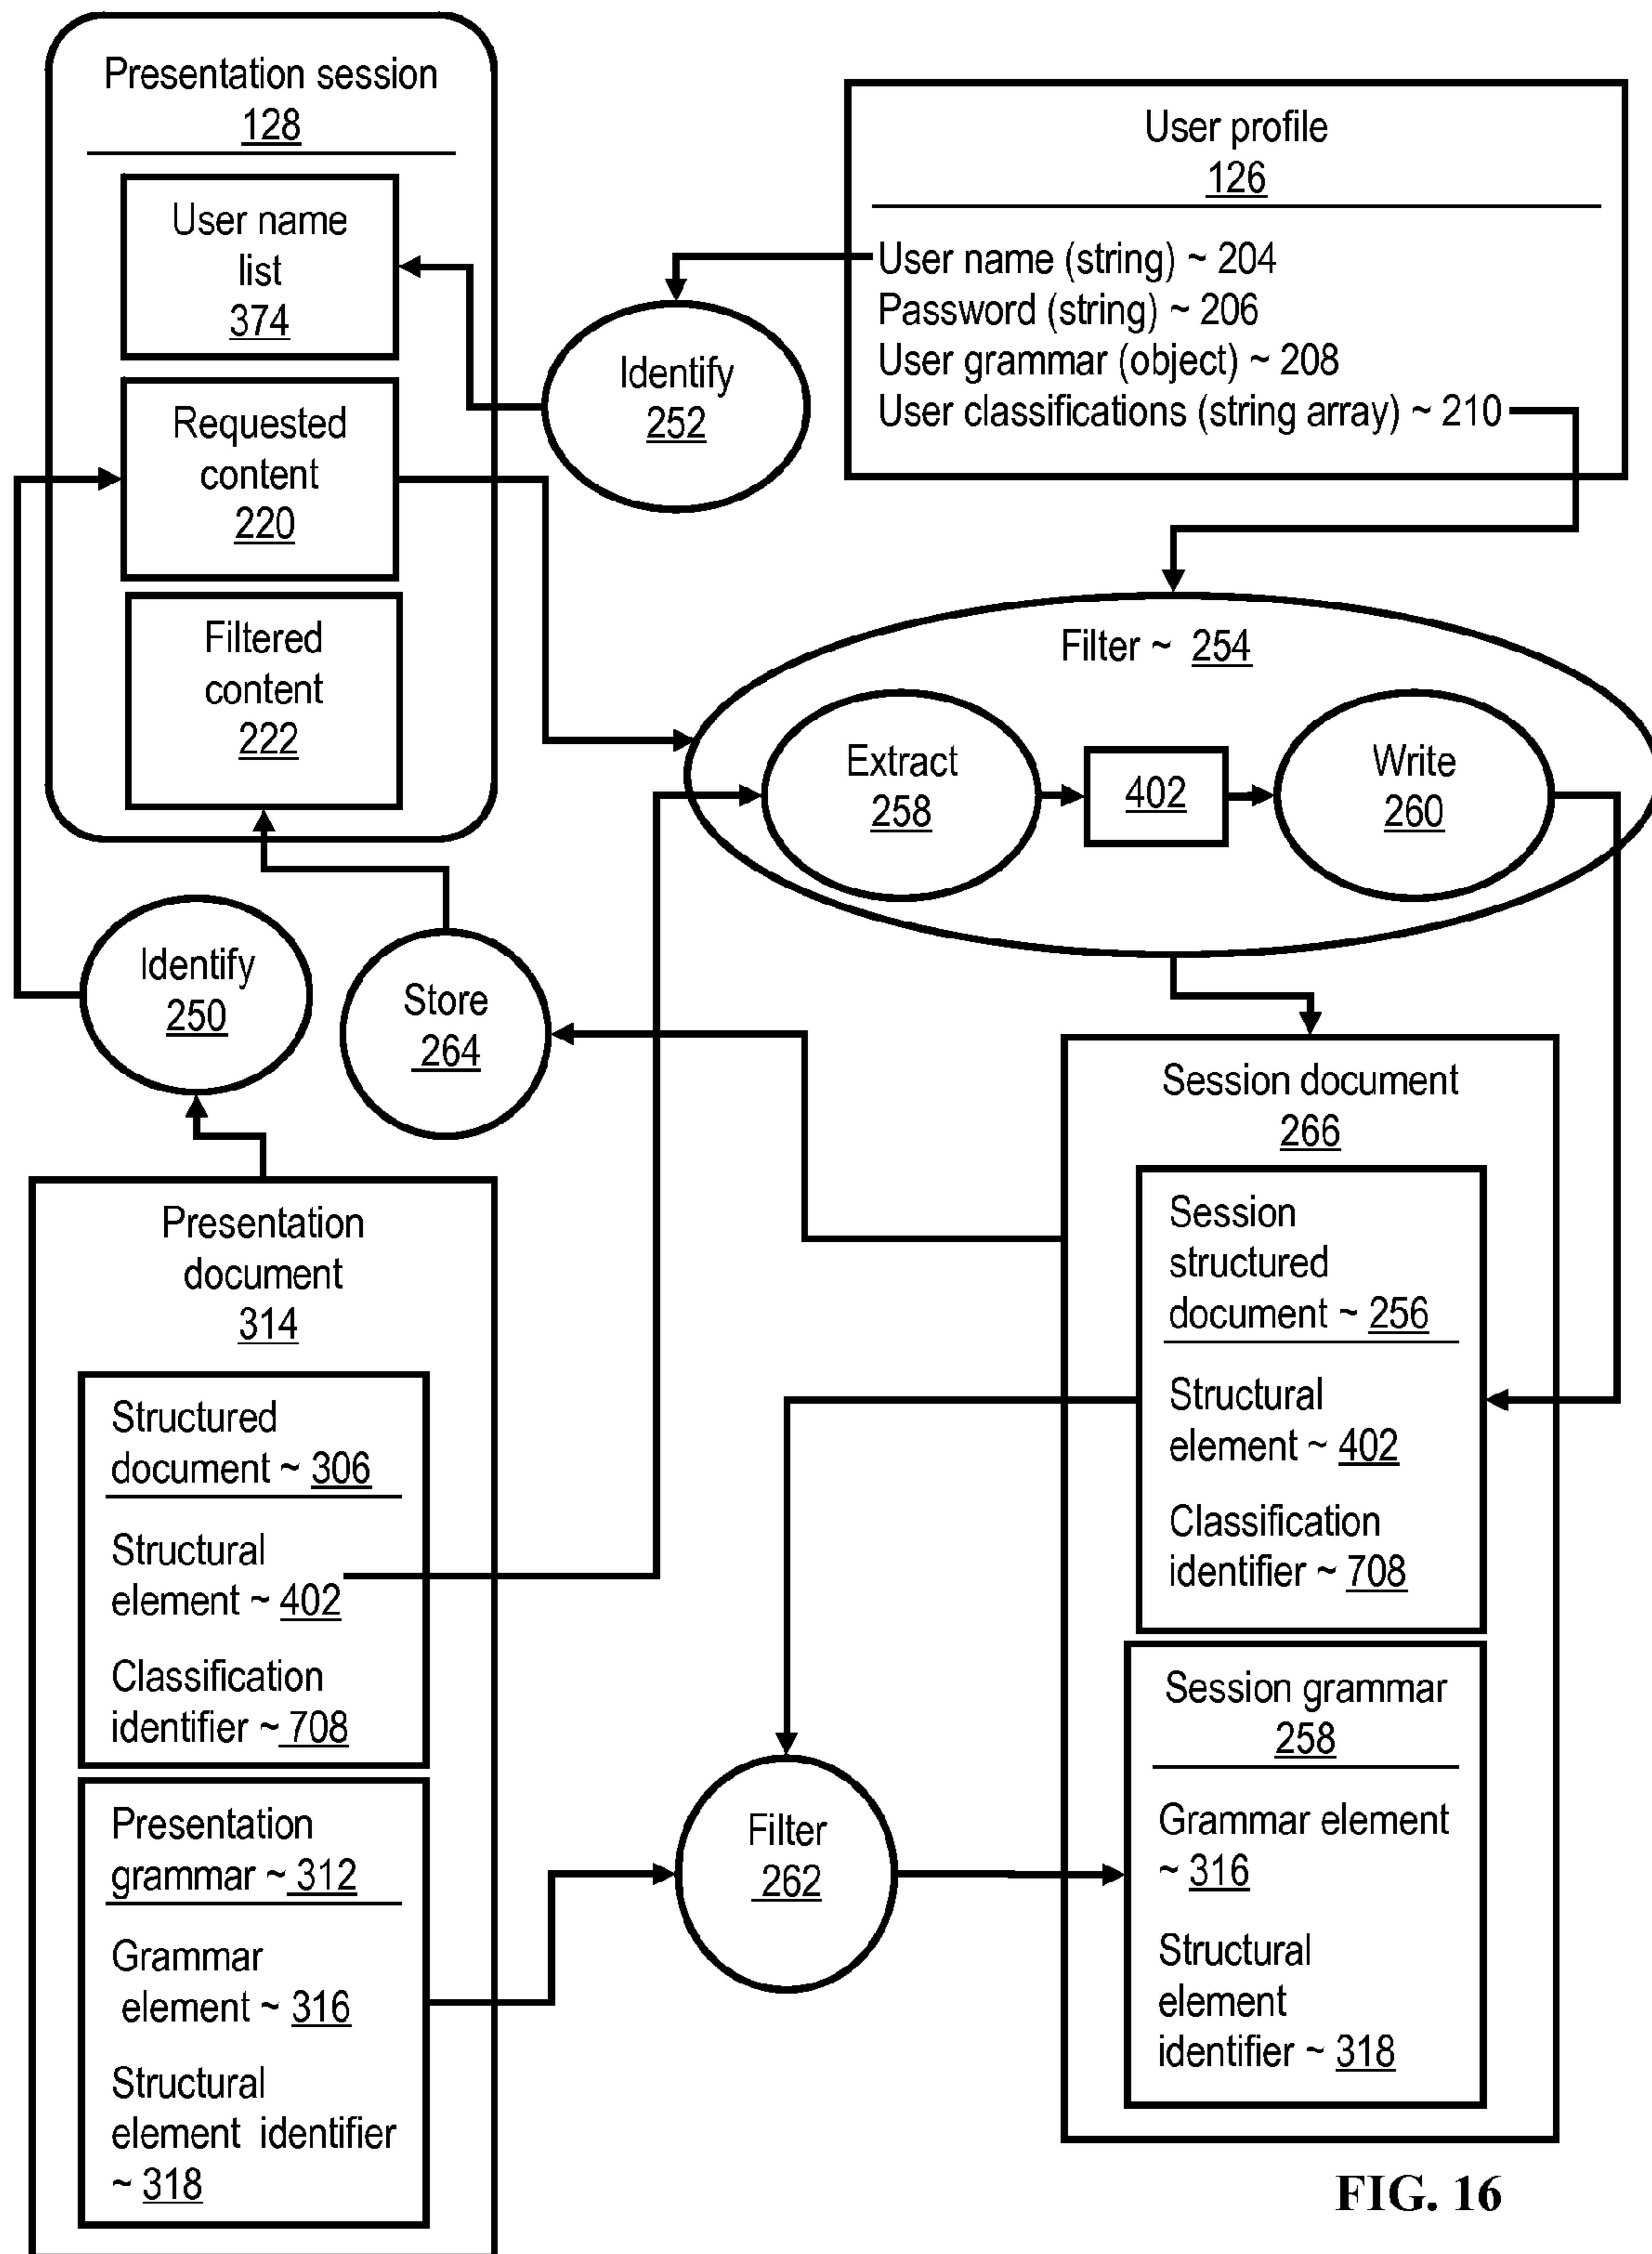 Presentation session
128
User name
list
374
Requested
content
220
Filtered
content
222
User profile
126
User name (string) ~ 204
Password (string) ~ 206
User grammar (object) ~ 208
User classifications (string array) ~ 210
Identify
252
Filter ~ 254
Extract
258
402
Write
260
Identify
250
Store
264
Session document
266
Session
structured
document ~ 256
Structural
element ~ 402
Classification
identifier ~ 708
Session grammar
258
Grammar element
~ 316
Structural
element
identifier ~ 318
Presentation
document
314
Structured
document ~ 306
Structural
element ~ 402
Classification
identifier ~ 708
Presentation
grammar ~ 312
Grammar
element ~ 316
Structural
element identifier
~ 318
Filter
262
FIG. 16